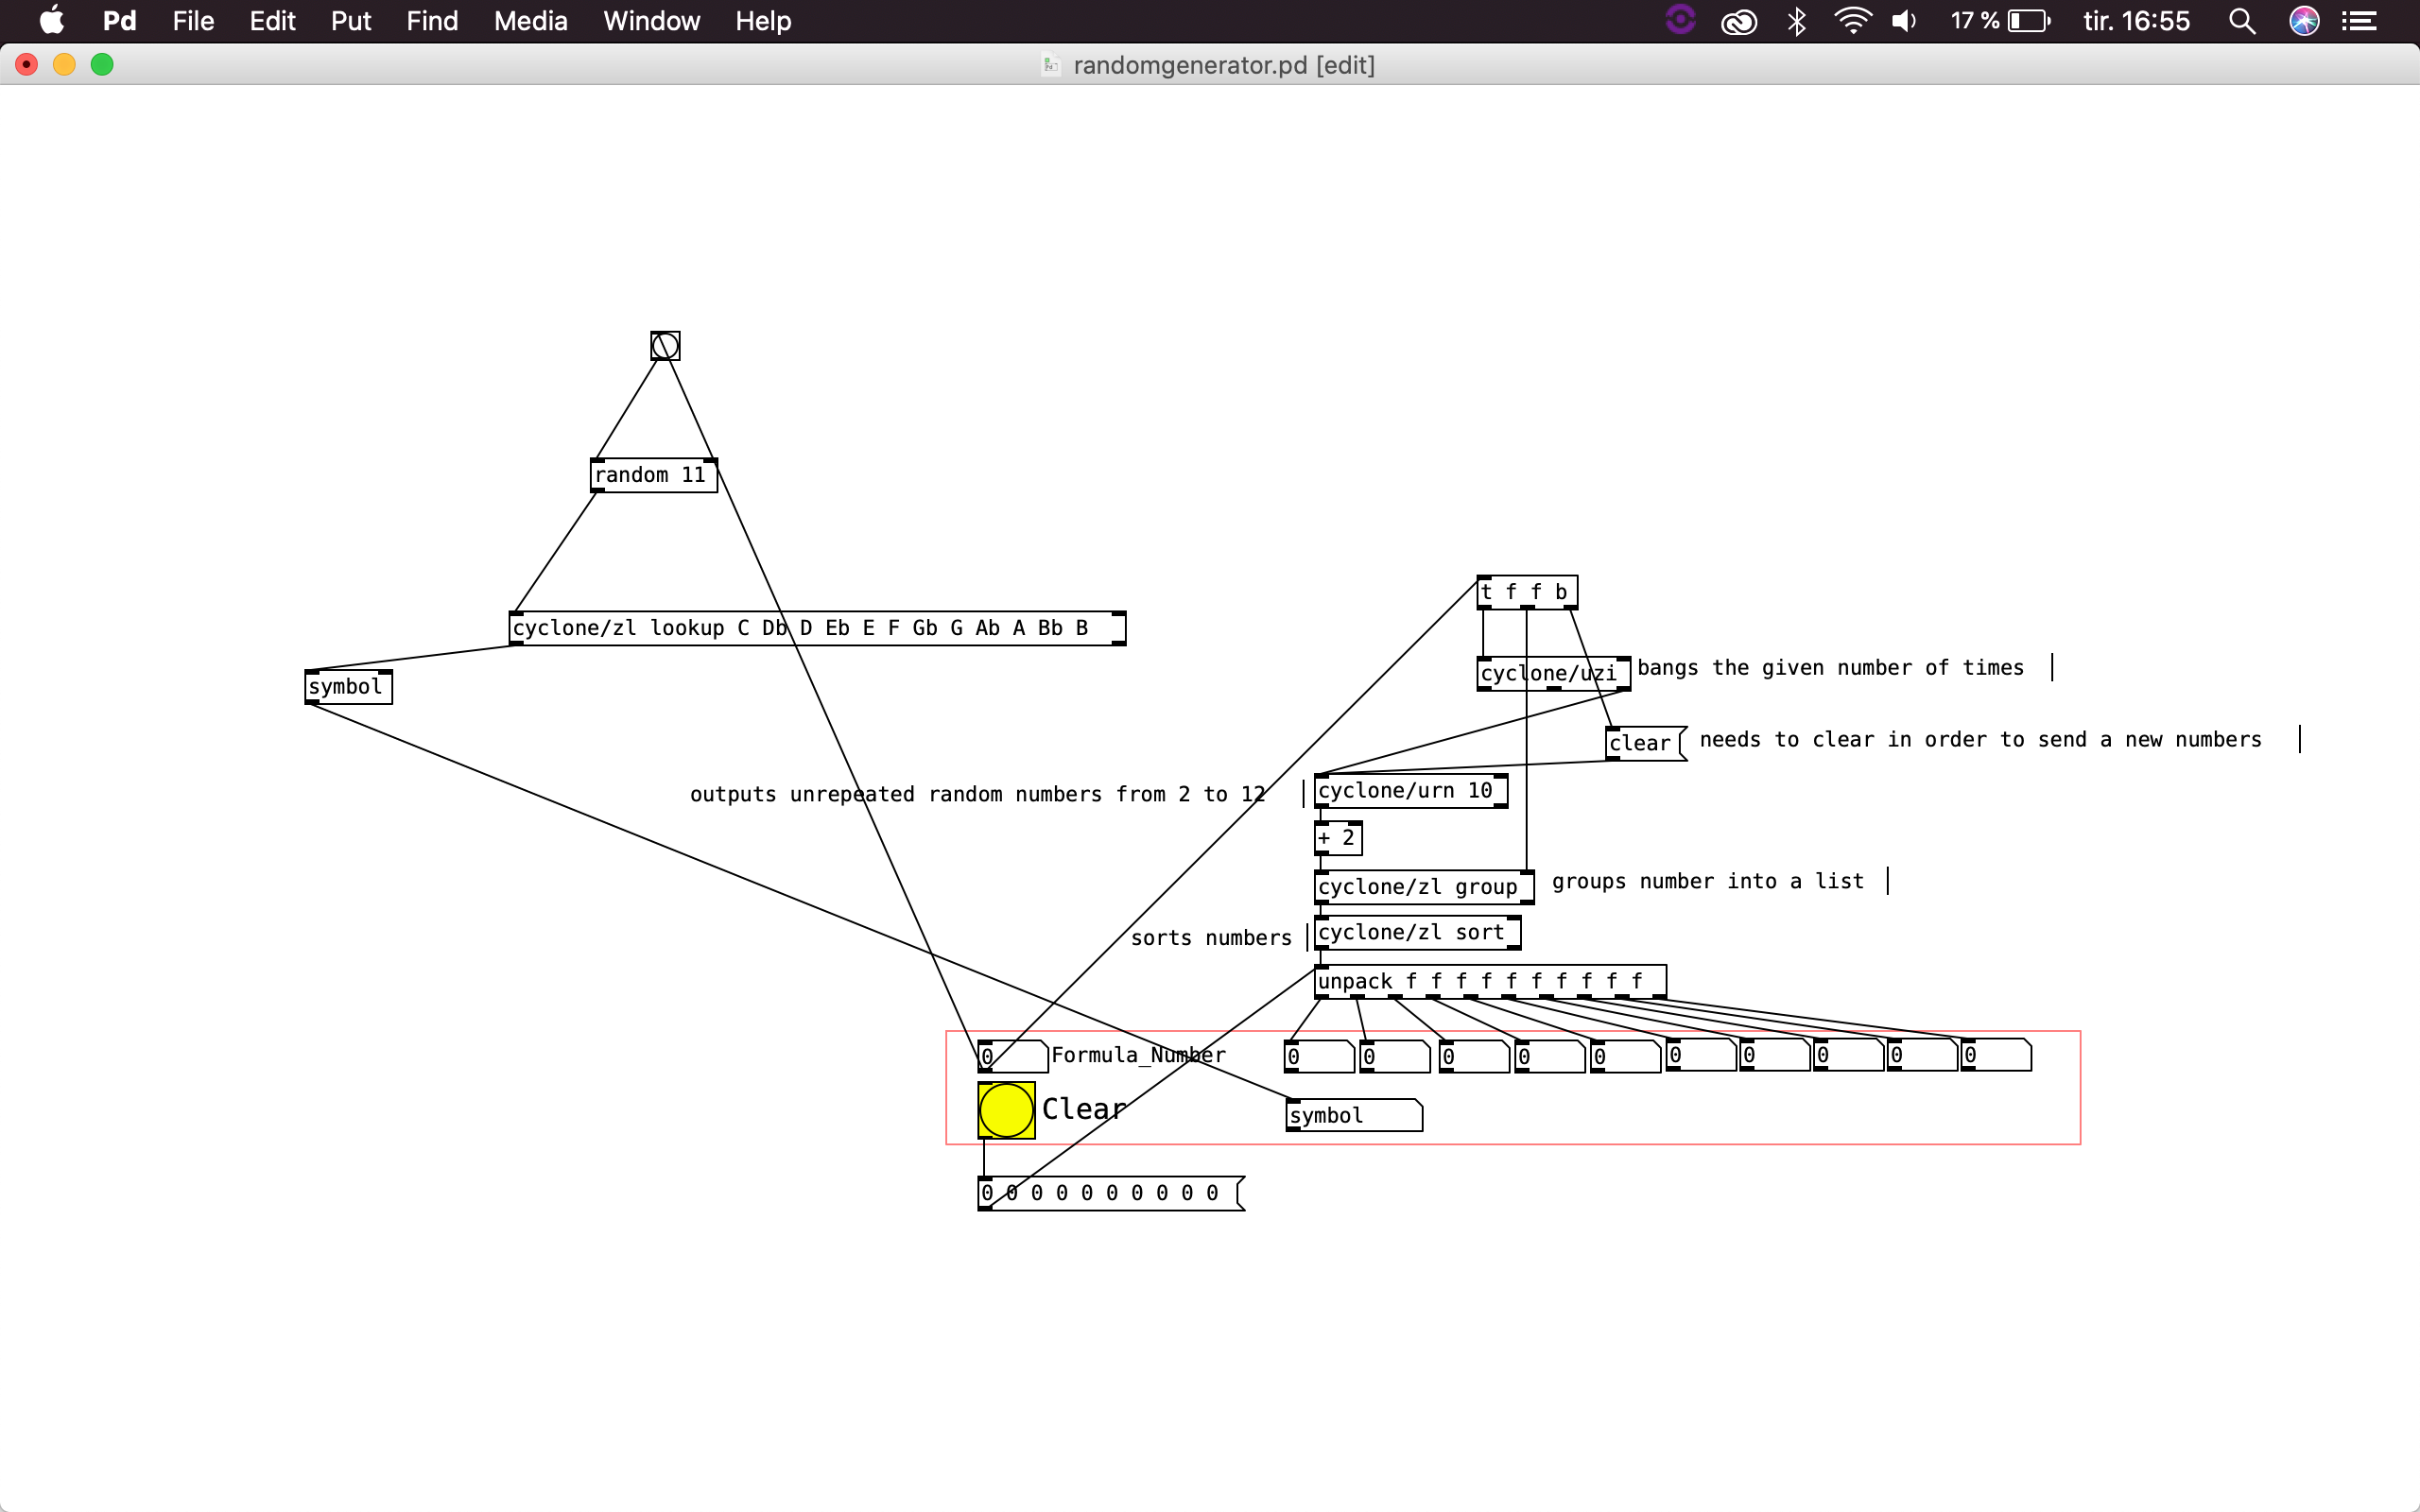 Pd File Edit Put Find Media Window Help 17 % tir. 16:55
randomgenerator.pd [edit]
random 11
t f f b
cyclone/zl lookup C Db D Eb E F Gb G Ab A Bb B
cyclone/uzi bangs the given number of times
symbol
clear needs to clear in order to send a new numbers
outputs unrepeated random numbers from 2 to 12 cyclone/urn 10
+ 2
cyclone/zl group groups number into a list
sorts numbers cyclone/zl sort
unpack f f f f f f f f f f
0 Formula_Number 0 0 0 0 0 0 0 0 0 0
Clear symbol
0 0 0 0 0 0 0 0 0 0